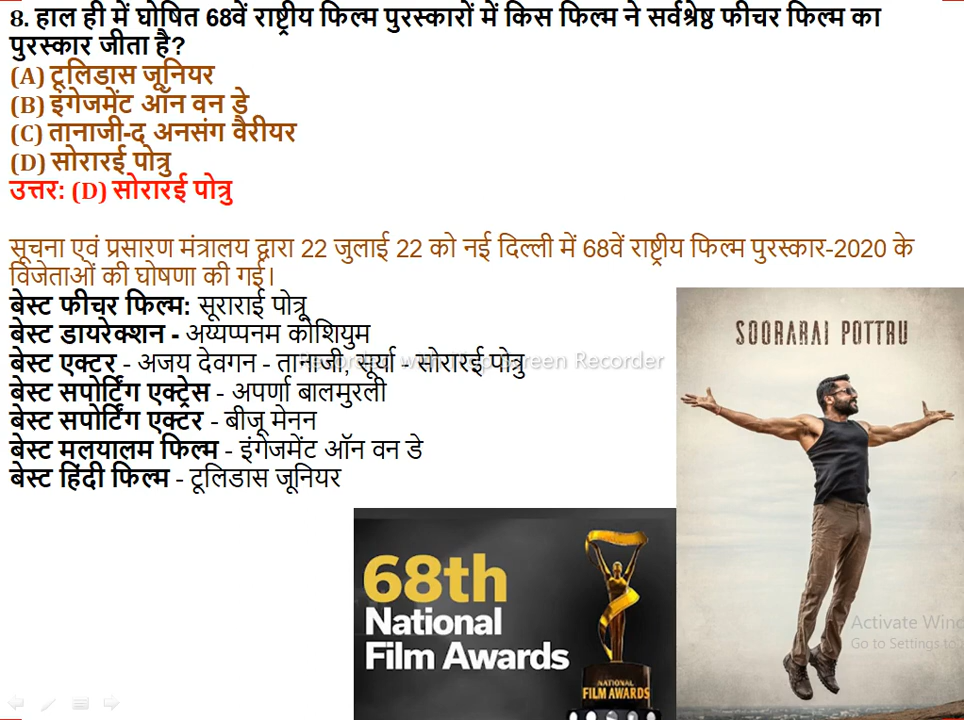 8. हाल ही में घोषित 68वें राष्ट्रीय फिल्म पुरस्कारों में किस फिल्म ने सर्वश्रेष्ठ फीचर फिल्म का
पुरस्कार जीता है?
(A) टूलिडास जूनियर
(B) इंगेजमेंट ऑन वन डे
(C) तानाजी-द अनसंग वैरीयर
(D) सोरारई पोत्रु
उत्तर: (D) सोरारई पोत्रु
सूचना एवं प्रसारण मंत्रालय द्वारा 22 जुलाई 22 को नई दिल्ली में 68वें राष्ट्रीय फिल्म पुरस्कार-2020 के
विजेताओं की घोषणा की गई।
बेस्ट फीचर फिल्म: सूराराई पोत्रू
बेस्ट डायरेक्शन - अय्यप्पनम कोशियुम
बेस्ट एक्टर - अजय देवगन - तानाजी, सूर्या - सोरारई पोत्रु
बेस्ट सपोर्टिंग एक्ट्रेस - अपर्णा बालमुरली
बेस्ट सपोर्टिंग एक्टर - बीजू मेनन
बेस्ट मलयालम फिल्म - इंगेजमेंट ऑन वन डे
बेस्ट हिंदी फिल्म - टूलिडास जूनियर
Screen Recorder
SOORARAI POTTRU
68th
National
Film Awards
NATIONAL
FILM AWARDS
Activate Wind
Go to Settings to